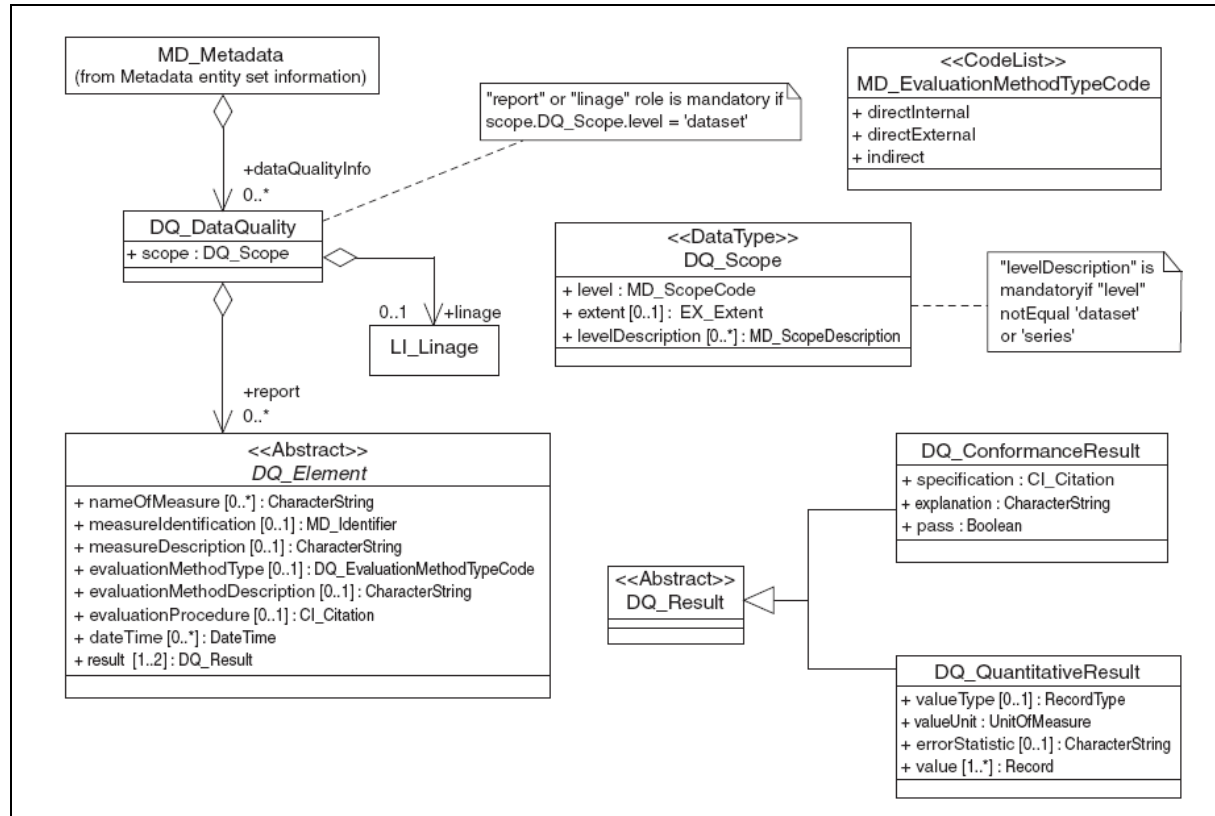 MD_Metadata
(from Metadata entity set information)
<<CodeList>>
MD_EvaluationMethodTypeCode
+ directInternal
+ directExternal
+ indirect
"report" or "linage" role is mandatory if
scope.DQ_Scope.level = 'dataset'
+dataQualityInfo
0..*
DQ_DataQuality
+ scope : DQ_Scope
<<DataType>>
DQ_Scope
+ level : MD_ScopeCode
+ extent [0..1] : EX_Extent
+ levelDescription [0..*] : MD_ScopeDescription
"levelDescription" is
mandatoryif "level"
notEqual 'dataset'
or 'series'
0..1 +linage
LI_Linage
+report
0..*
<<Abstract>>
DQ_Element
+ nameOfMeasure [0..*] : CharacterString
+ measureIdentification [0..1] : MD_Identifier
+ measureDescription [0..1] : CharacterString
+ evaluationMethodType [0..1] : DQ_EvaluationMethodTypeCode
+ evaluationMethodDescription [0..1] : CharacterString
+ evaluationProcedure [0..1] : CI_Citation
+ dateTime [0..*] : DateTime
+ result [1..2] : DQ_Result
DQ_ConformanceResult
+ specification : CI_Citation
+ explanation : CharacterString
+ pass : Boolean
<<Abstract>>
DQ_Result
DQ_QuantitativeResult
+ valueType [0..1] : RecordType
+ valueUnit : UnitOfMeasure
+ errorStatistic [0..1] : CharacterString
+ value [1..*] : Record